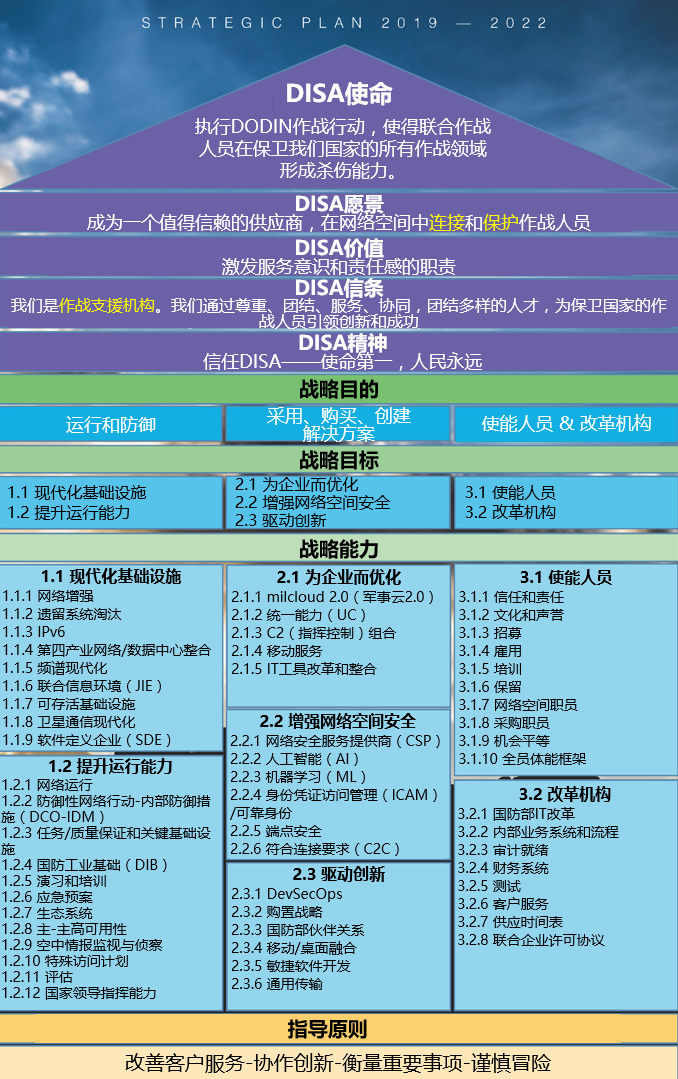 STRATEGIC PLAN 2019 — 2022
DISA使命
执行DODIN作战行动，使得联合作战
人员在保卫我们国家的所有作战领域
形成杀伤能力。
DISA愿景
成为一个值得信赖的供应商，在网络空间中连接和保护作战人员
DISA价值
激发服务意识和责任感的职责
DISA信条
我们是作战支援机构。我们通过尊重、团结、服务、协同，团结多样的人才，为保卫国家的作
战人员引领创新和成功
DISA精神
信任DISA——使命第一，人民永远
战略目的
运行和防御
采用、购买、创建
解决方案
使能人员 & 改革机构
战略目标
1.1 现代化基础设施
1.2 提升运行能力
2.1 为企业而优化
2.2 增强网络空间安全
2.3 驱动创新
3.1 使能人员
3.2 改革机构
战略能力
1.1 现代化基础设施
1.1.1 网络增强
1.1.2 遗留系统淘汰
1.1.3 IPv6
1.1.4 第四产业网络/数据中心整合
1.1.5 频谱现代化
1.1.6 联合信息环境（JIE）
1.1.7 可存活基础设施
1.1.8 卫星通信现代化
1.1.9 软件定义企业（SDE）
1.2 提升运行能力
1.2.1 网络运行
1.2.2 防御性网络行动-内部防御措
施（DCO-IDM）
1.2.3 任务/质量保证和关键基础设
施
1.2.4 国防工业基础（DIB）
1.2.5 演习和培训
1.2.6 应急预案
1.2.7 生态系统
1.2.8 主-主高可用性
1.2.9 空中情报监视与侦察
1.2.10 特殊访问计划
1.2.11 评估
1.2.12 国家领导指挥能力
2.1 为企业而优化
2.1.1 milcloud 2.0（军事云2.0）
2.1.2 统一能力（UC）
2.1.3 C2（指挥控制）组合
2.1.4 移动服务
2.1.5 IT工具改革和整合
2.2 增强网络空间安全
2.2.1 网络安全服务提供商（CSP）
2.2.2 人工智能（AI）
2.2.3 机器学习（ML）
2.2.4 身份凭证访问管理（ICAM）
/可靠身份
2.2.5 端点安全
2.2.6 符合连接要求（C2C）
2.3 驱动创新
2.3.1 DevSecOps
2.3.2 购置战略
2.3.3 国防部伙伴关系
2.3.4 移动/桌面融合
2.3.5 敏捷软件开发
2.3.6 通用传输
3.1 使能人员
3.1.1 信任和责任
3.1.2 文化和声誉
3.1.3 招募
3.1.4 雇用
3.1.5 培训
3.1.6 保留
3.1.7 网络空间职员
3.1.8 采购职员
3.1.9 机会平等
3.1.10 全员体能框架
3.2 改革机构
3.2.1 国防部IT改革
3.2.2 内部业务系统和流程
3.2.3 审计就绪
3.2.4 财务系统
3.2.5 测试
3.2.6 客户服务
3.2.7 供应时间表
3.2.8 联合企业许可协议
指导原则
改善客户服务-协作创新-衡量重要事项-谨慎冒险